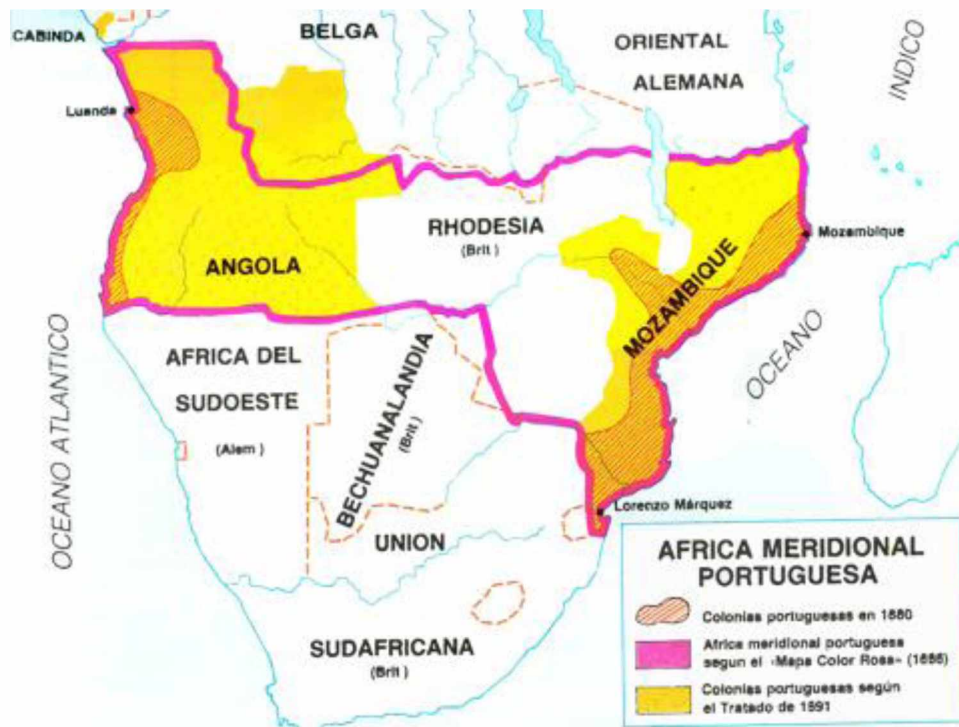 CABINDA
BELGA
ORIENTAL
ALEMANA
INDICO
Luanda
RHODESIA
(Brit)
Mozambique
ANGOLA
MOZAMBIQUE
OCEANO
OCEANO ATLANTICO
AFRICA DEL
SUDOESTE
(Alem)
BECHUANALANDIA
(Brit)
Lorenzo Márquez
UNION
SUDAFRICANA
(Brit)
AFRICA MERIDIONAL
PORTUGUESA
Colonias portuguesas en 1880
Africa meridional portuguesa
segun el «Mapa Color Rosa» (1886)
Colonias portuguesas según
el Tratado de 1891